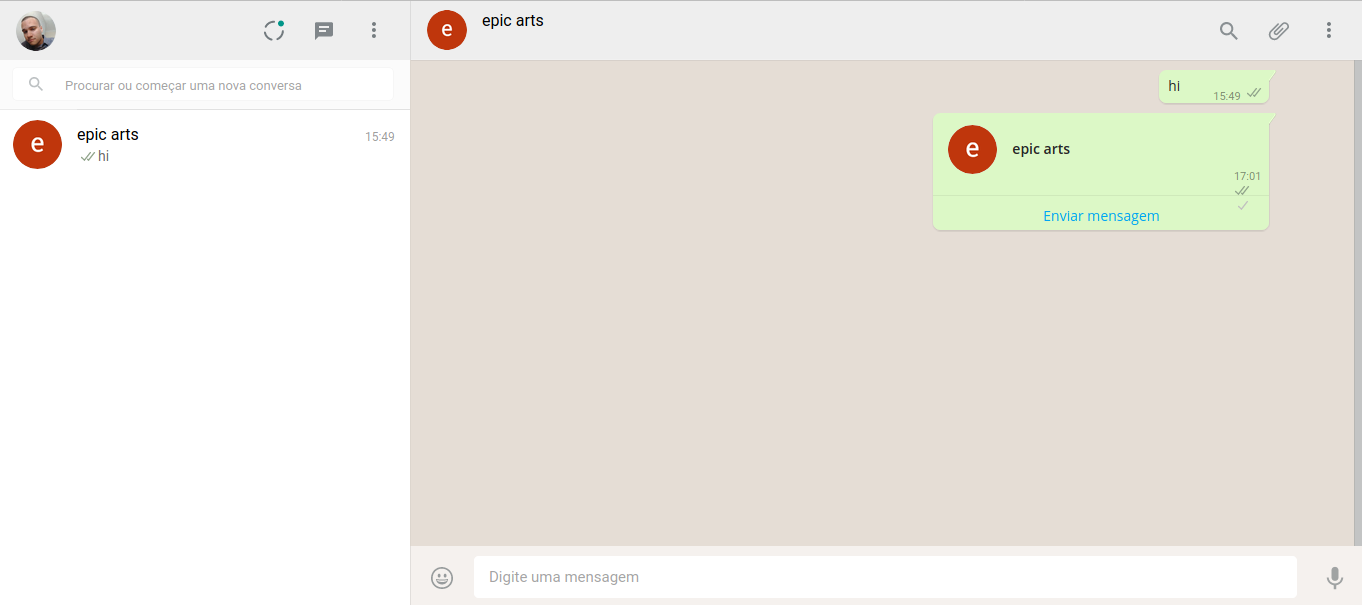 Procurar ou começar uma nova conversa
e
epic arts
15:49
hi
e
epic arts
hi
15:49
e
epic arts
17:01
Enviar mensagem
Digite uma mensagem